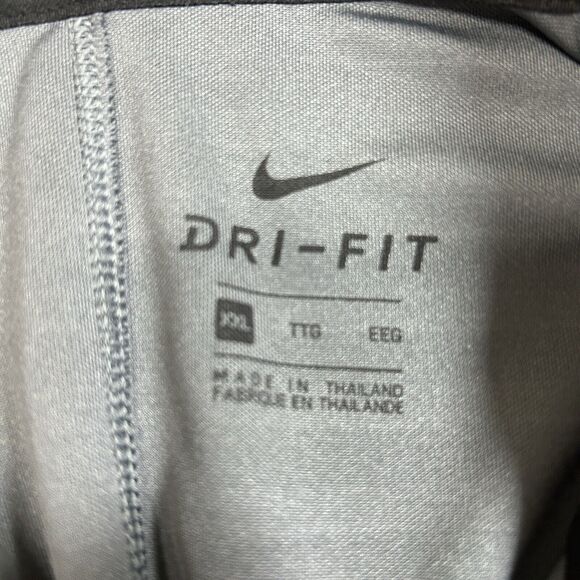 DRI-FIT
XXL TTG EEG
MADE IN THAILAND
FABRIQUE EN THAILANDE